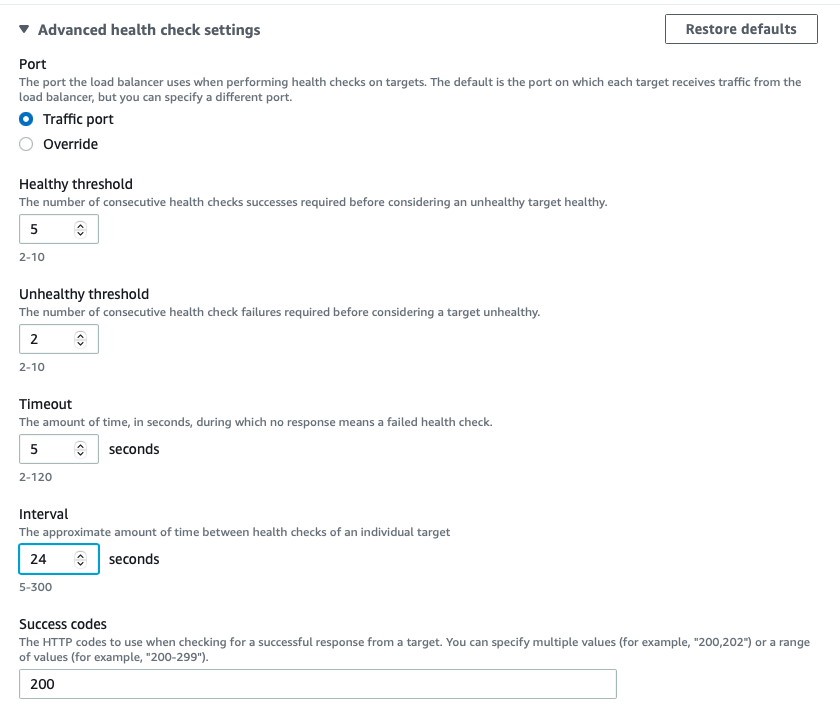 Advanced health check settings
Restore defaults
Port
The port the load balancer uses when performing health checks on targets. The default is the port on which each target receives traffic from the
load balancer, but you can specify a different port.
Traffic port
Override
Healthy threshold
The number of consecutive health checks successes required before considering an unhealthy target healthy.
5
2-10
Unhealthy threshold
The number of consecutive health check failures required before considering a target unhealthy.
2
2-10
Timeout
The amount of time, in seconds, during which no response means a failed health check.
5 seconds
2-120
Interval
The approximate amount of time between health checks of an individual target
24 seconds
5-300
Success codes
The HTTP codes to use when checking for a successful response from a target. You can specify multiple values (for example, "200,202") or a range
of values (for example, "200-299").
200